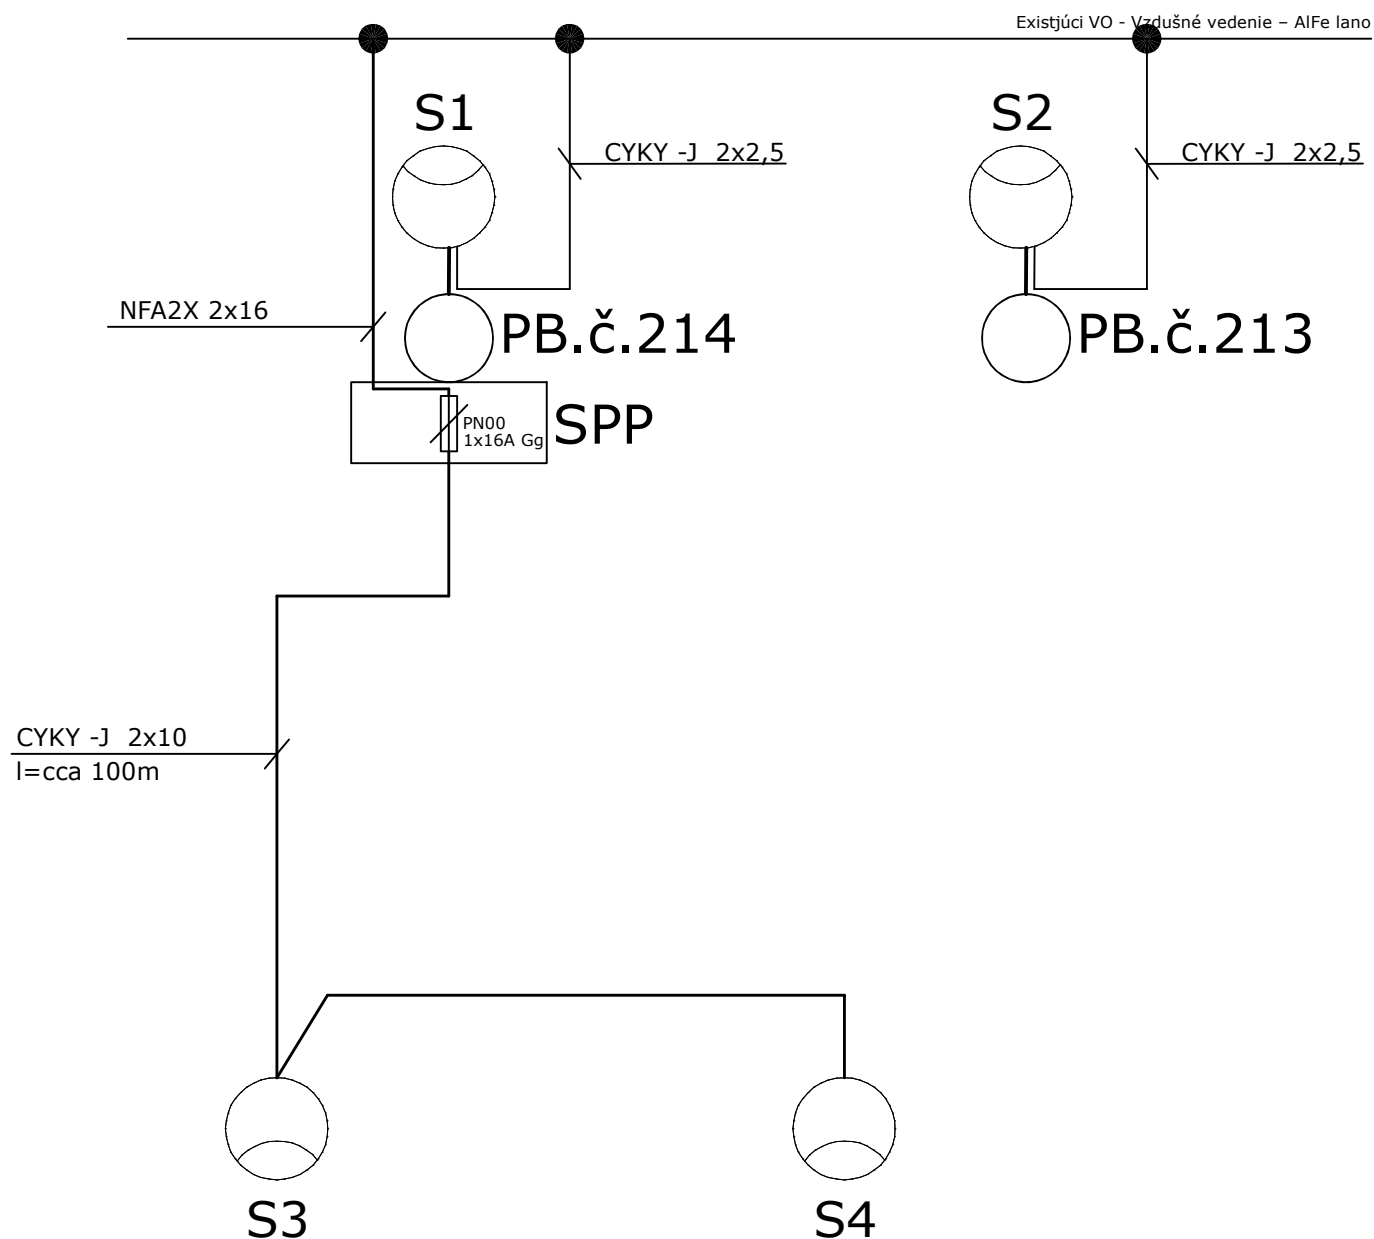 Existjúci VO - Vzdušné vedenie – AlFe lano
S1
S2
CYKY -J 2x2,5
CYKY -J 2x2,5
NFA2X 2x16
PB.č.214
PB.č.213
PN00
1x16A Gg
SPP
CYKY -J 2x10
l=cca 100m
S3
S4